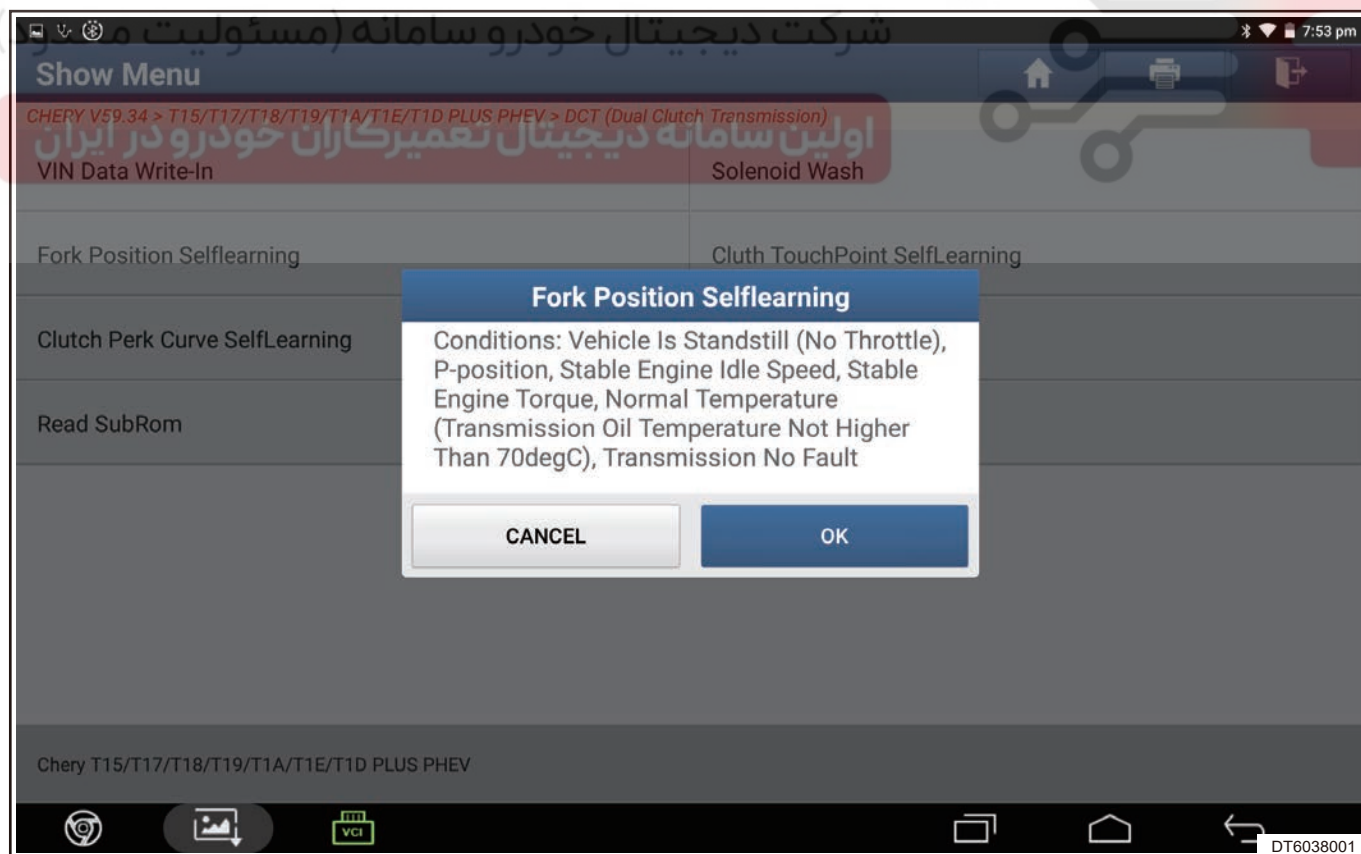 شرکت دیجیتال خودرو سامانه (مسئولیت محدود)
7:53 pm
Show Menu
CHERY V59.34 > T15/T17/T18/T19/T1A/T1E/T1D PLUS PHEV > DCT (Dual Clutch Transmission)
اولین سامانه دیجیتال تعمیرکاران خودرو در ایران
VIN Data Write-In
Solenoid Wash
Fork Position Selflearning
Cluth TouchPoint SelfLearning
Clutch Perk Curve SelfLearning
Read SubRom
Fork Position Selflearning
Conditions: Vehicle Is Standstill (No Throttle),
P-position, Stable Engine Idle Speed, Stable
Engine Torque, Normal Temperature
(Transmission Oil Temperature Not Higher
Than 70degC), Transmission No Fault
CANCEL
OK
Chery T15/T17/T18/T19/T1A/T1E/T1D PLUS PHEV
VCI
DT6038001